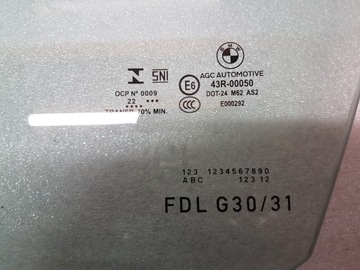 BMW
N SNI
AGC AUTOMOTIVE
E6 43R-00050
OCP N° 0009
DOT-24 M62 AS2
22 ••• ••••
CCC E000292
TRANSP. 70% MIN.
123 1234567890
ABC 123 12
FDL G30/31